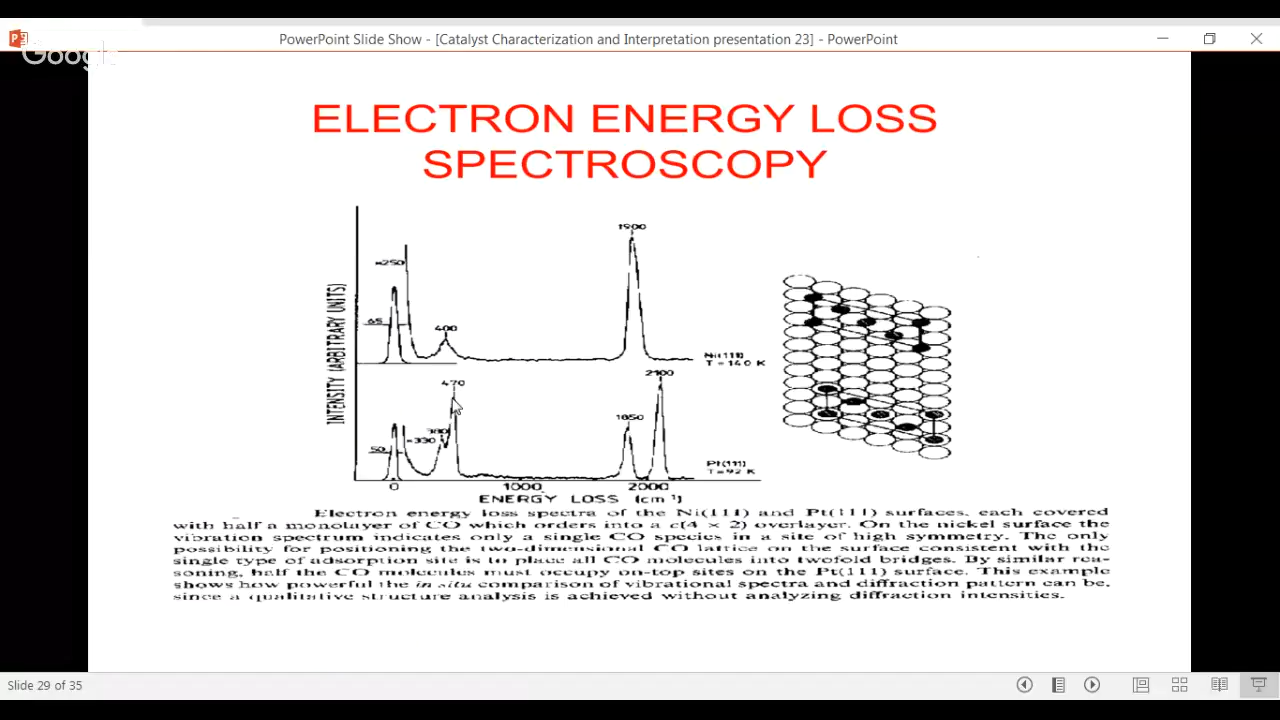 PowerPoint Slide Show - [Catalyst Characterization and Interpretation presentation 23] - PowerPoint
Google
ELECTRON ENERGY LOSS
SPECTROSCOPY
1900
×250
65
400
Ni(111)
T = 140 K
2100
470
1850
380
×330
50
Pt(111)
T = 92 K
0 1000 2000
ENERGY LOSS (cm⁻¹)
INTENSITY (ARBITRARY UNITS)
Electron energy loss spectra of the Ni(111) and Pt(111) surfaces, each covered
with half a monolayer of CO which orders into a c(4 × 2) overlayer. On the nickel surface the
vibration spectrum indicates only a single CO species in a site of high symmetry. The only
possibility for positioning the two-dimensional CO lattice on the surface consistent with the
single type of adsorption site is to place all CO molecules into twofold bridges. By similar rea-
soning, half the CO molecules must occupy on-top sites on the Pt(111) surface. This example
shows how powerful the in situ comparison of vibrational spectra and diffraction pattern can be,
since a qualitative structure analysis is achieved without analyzing diffraction intensities.
Slide 29 of 35